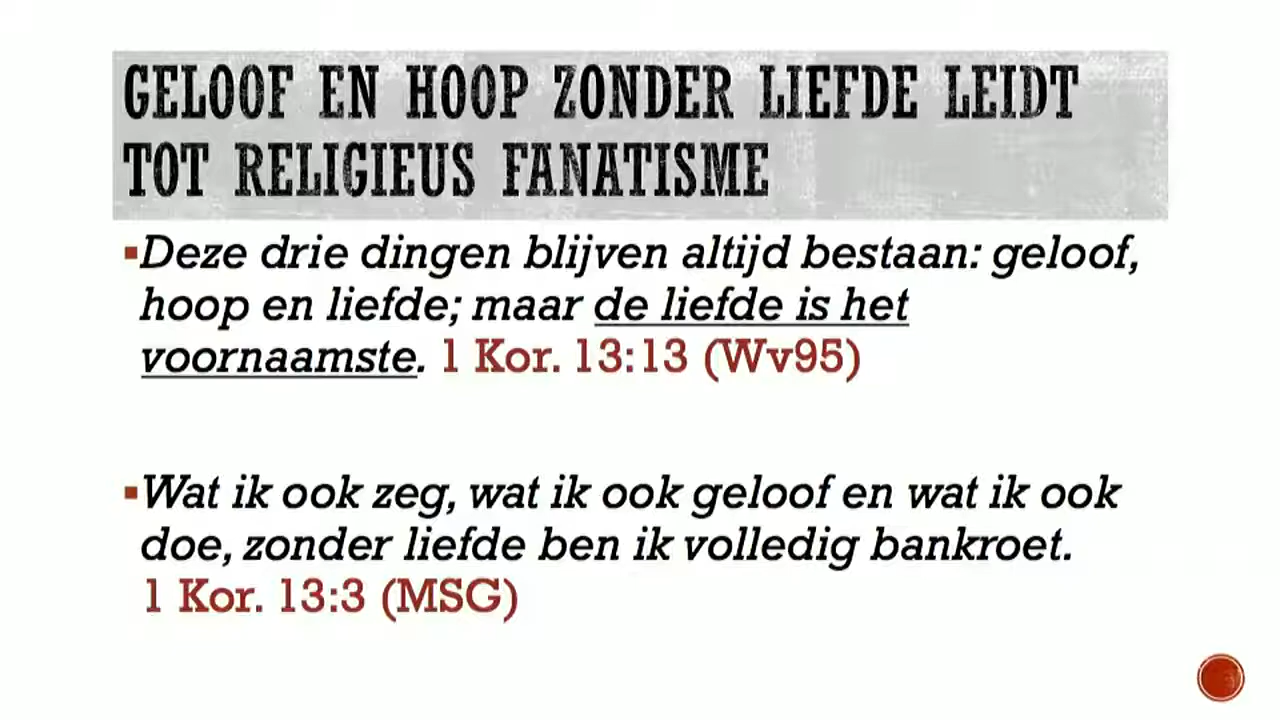 GELOOF EN HOOP ZONDER LIEFDE LEIDT
TOT RELIGIEUS FANATISME
▪Deze drie dingen blijven altijd bestaan: geloof,
hoop en liefde; maar de liefde is het
voornaamste. 1 Kor. 13:13 (Wv95)
▪Wat ik ook zeg, wat ik ook geloof en wat ik ook
doe, zonder liefde ben ik volledig bankroet.
1 Kor. 13:3 (MSG)